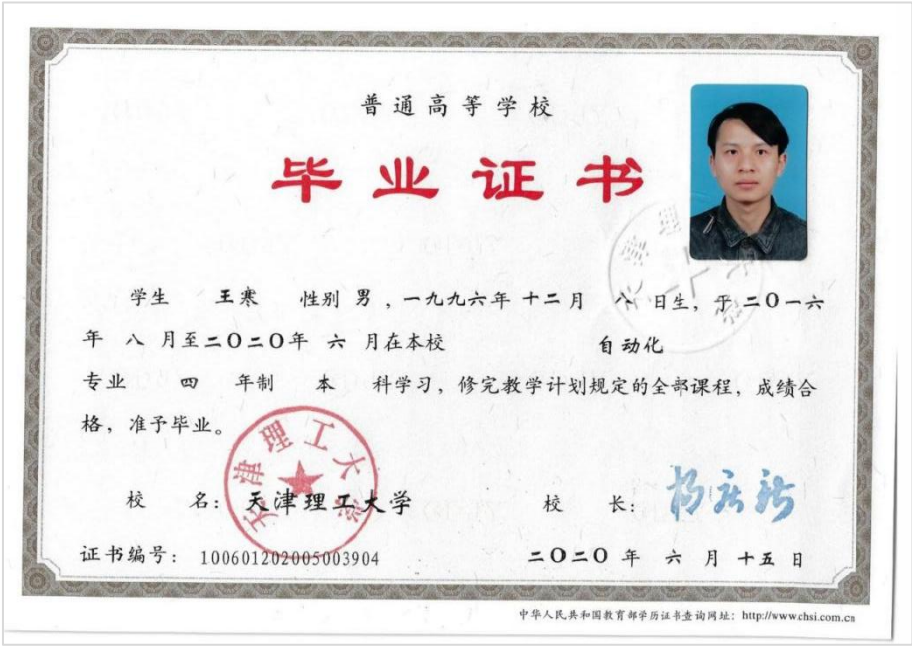 普通高等学校
毕业证书
学生 王寒 性别 男 ，一九九六年 十二月 八 日生，于 二〇一六
年 八 月至二〇二〇年 六 月在本校 自动化
专业 四 年制 本 科学习，修完教学计划规定的全部课程，成绩合
格，准予毕业。
天津理工大学
校 名： 天津理工大学 校 长：
证书编号： 100601202005003904 二〇二〇 年 六 月 十五 日
中华人民共和国教育部学历证书查询网址： http://www.chsi.com.cn